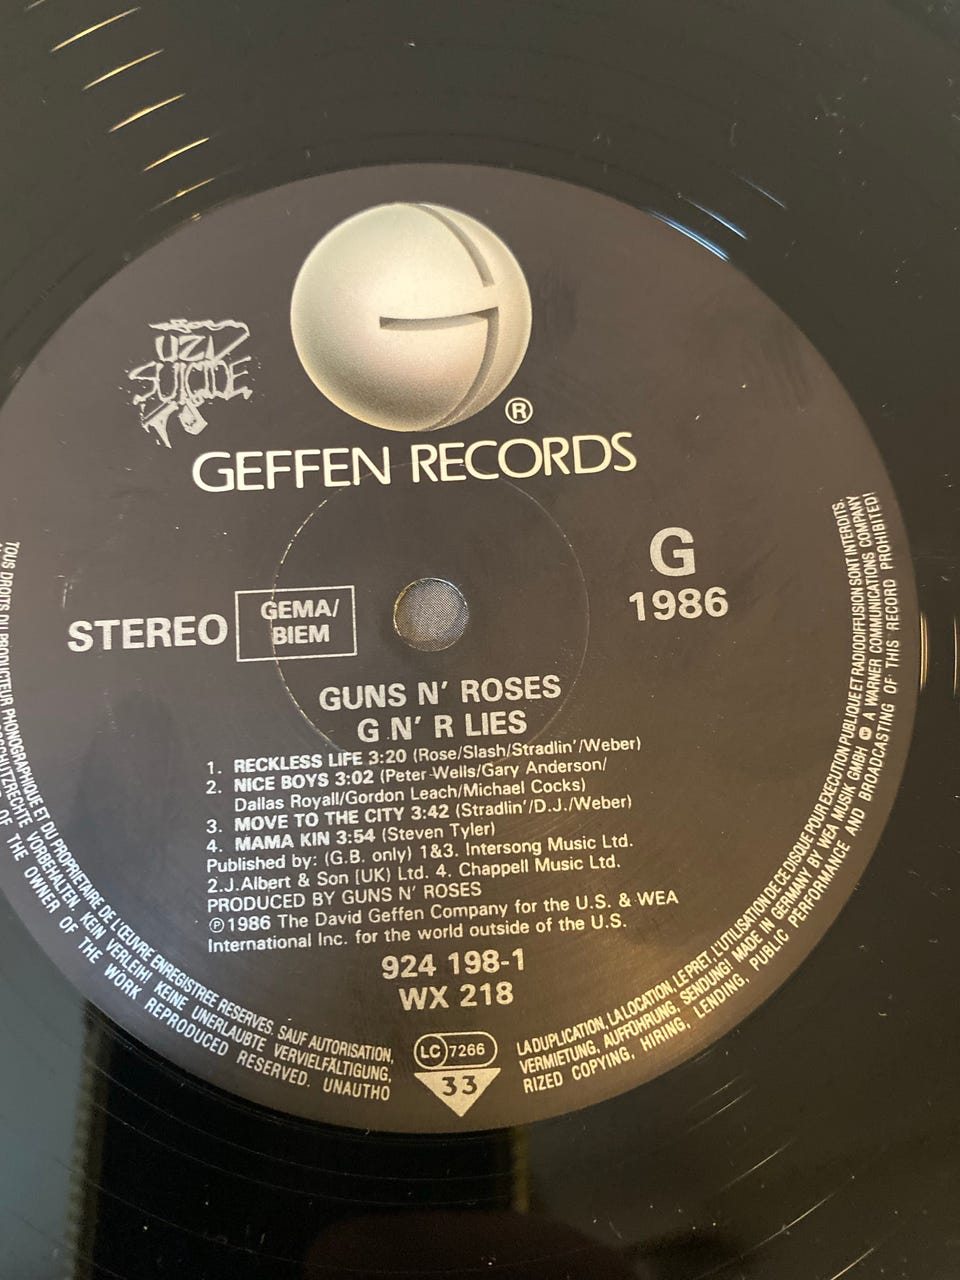 UZI
SUICIDE
®
GEFFEN RECORDS
G
1986
STEREO
GEMA/
BIEM
GUNS N' ROSES
G N' R LIES
1. RECKLESS LIFE 3:20 (Rose/Slash/Stradlin'/Weber)
2. NICE BOYS 3:02 (Peter Wells/Gary Anderson/
Dallas Royall/Gordon Leach/Michael Cocks)
3. MOVE TO THE CITY 3:42 (Stradlin'/D.J./Weber)
4. MAMA KIN 3:54 (Steven Tyler)
Published by: (G.B. only) 1&3. Intersong Music Ltd.
2.J.Albert & Son [UK) Ltd. 4. Chappell Music Ltd.
PRODUCED BY GUNS N' ROSES
℗1986 The David Geffen Company for the U.S. & WEA
International Inc. for the world outside of the U.S.
924 198-1
WX 218
LC 7266
33
TOUS DROITS DU PRODUCTEUR PHONOGRAPHIQUE ET DU PROPRIETAIRE DE L'ŒUVRE ENREGISTREE RESERVES. SAUF AUTORISATION,
LA DUPLICATION, LA LOCATION, LE PRET, L'UTILISATION DE CE DISQUE POUR EXECUTION PUBLIQUE ET RADIODIFFUSION SONT INTERDITS.
VORBEHALTEN KEIN VERLEIH! KEINE UNERLAUBTE VERVIELFÄLTIGUNG,
VERMIETUNG, AUFFÜHRUNG, SENDUNG! MADE IN GERMANY BY WEA MUSIK GMBH A WARNER COMMUNICATIONS COMPANY
OF THE OWNER OF THE WORK REPRODUCED RESERVED. UNAUTHO
RIZED COPYING, HIRING, LENDING, PUBLIC PERFORMANCE AND BROADCASTING OF THIS RECORD PROHIBITED!